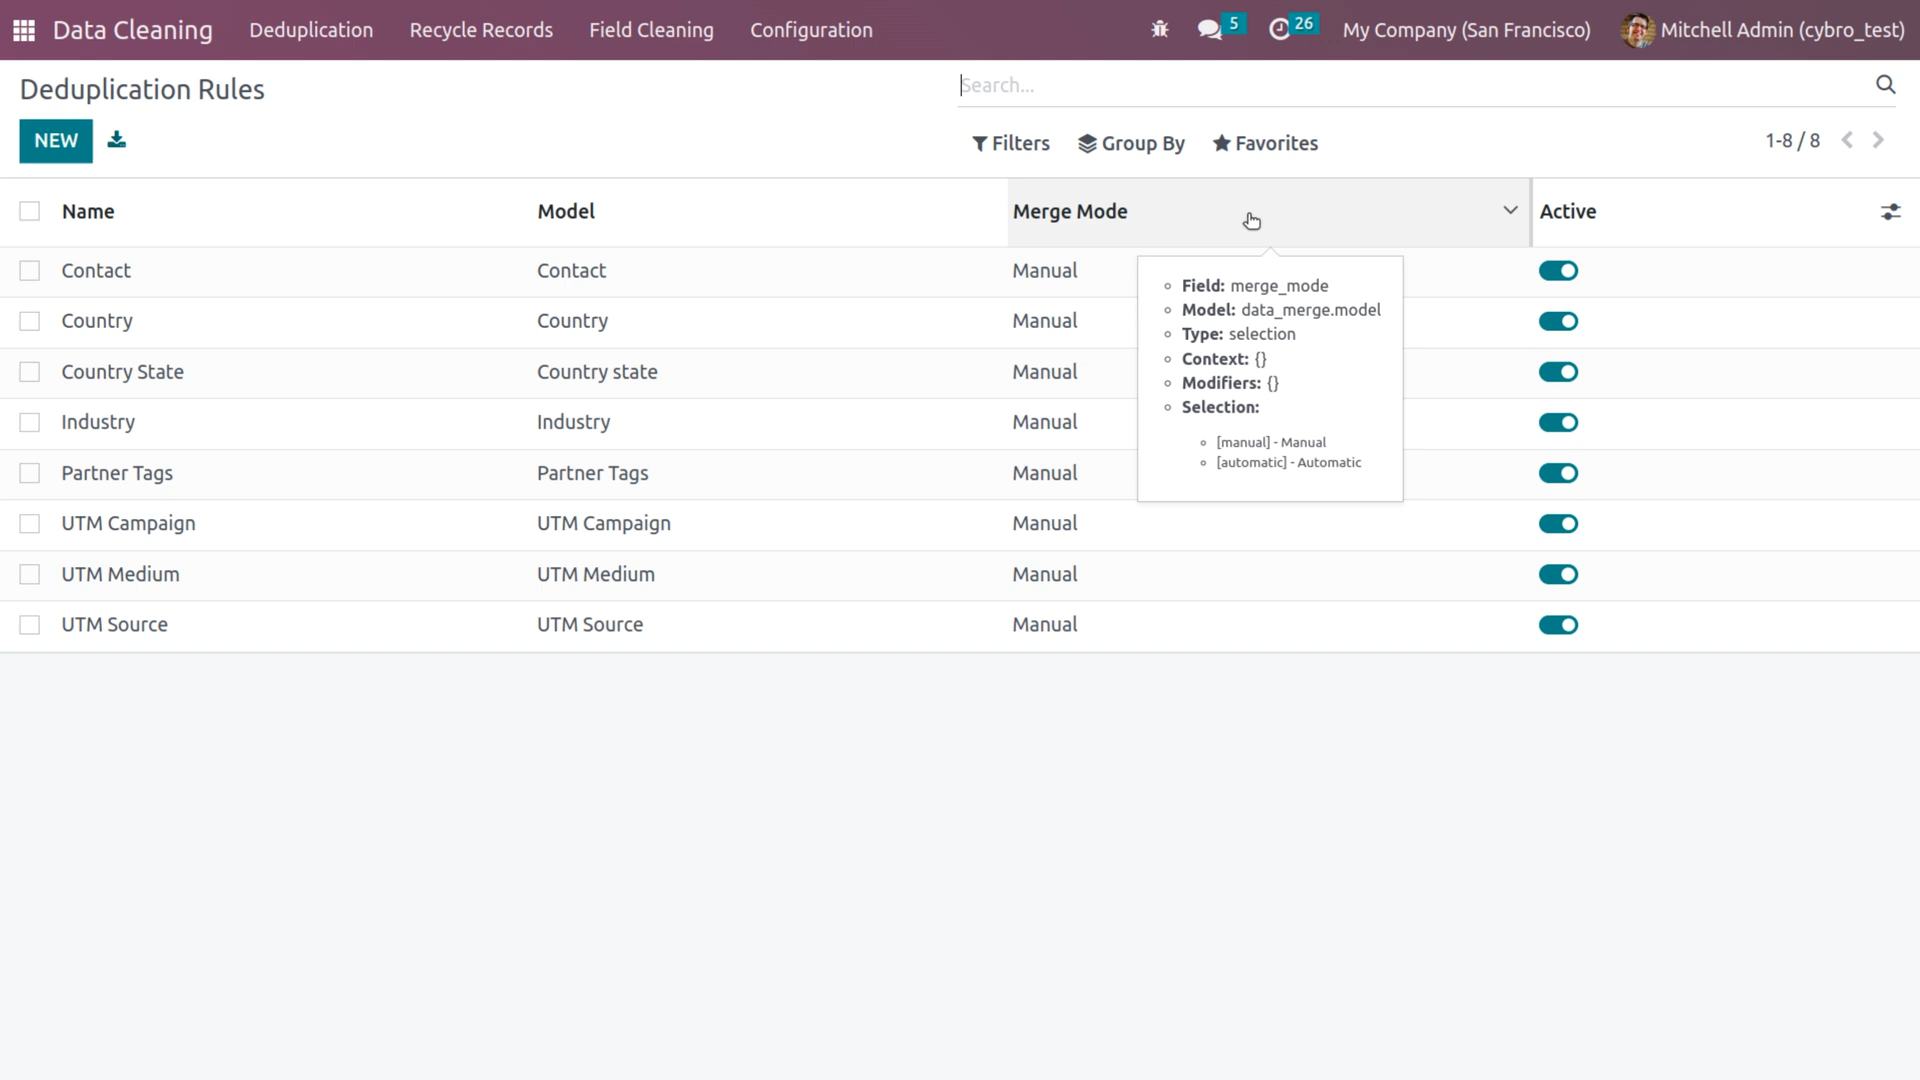 Data Cleaning Deduplication Recycle Records Field Cleaning Configuration 5 26 My Company (San Francisco) Mitchell Admin (cybro_test)
Deduplication Rules Search...
NEW Filters Group By Favorites 1-8 / 8
Name Model Merge Mode Active
Contact Contact Manual
Country Country Manual
Country State Country state Manual
Industry Industry Manual
Partner Tags Partner Tags Manual
UTM Campaign UTM Campaign Manual
UTM Medium UTM Medium Manual
UTM Source UTM Source Manual
Field: merge_mode
Model: data_merge.model
Type: selection
Context: {}
Modifiers: {}
Selection:
[manual] - Manual
[automatic] - Automatic